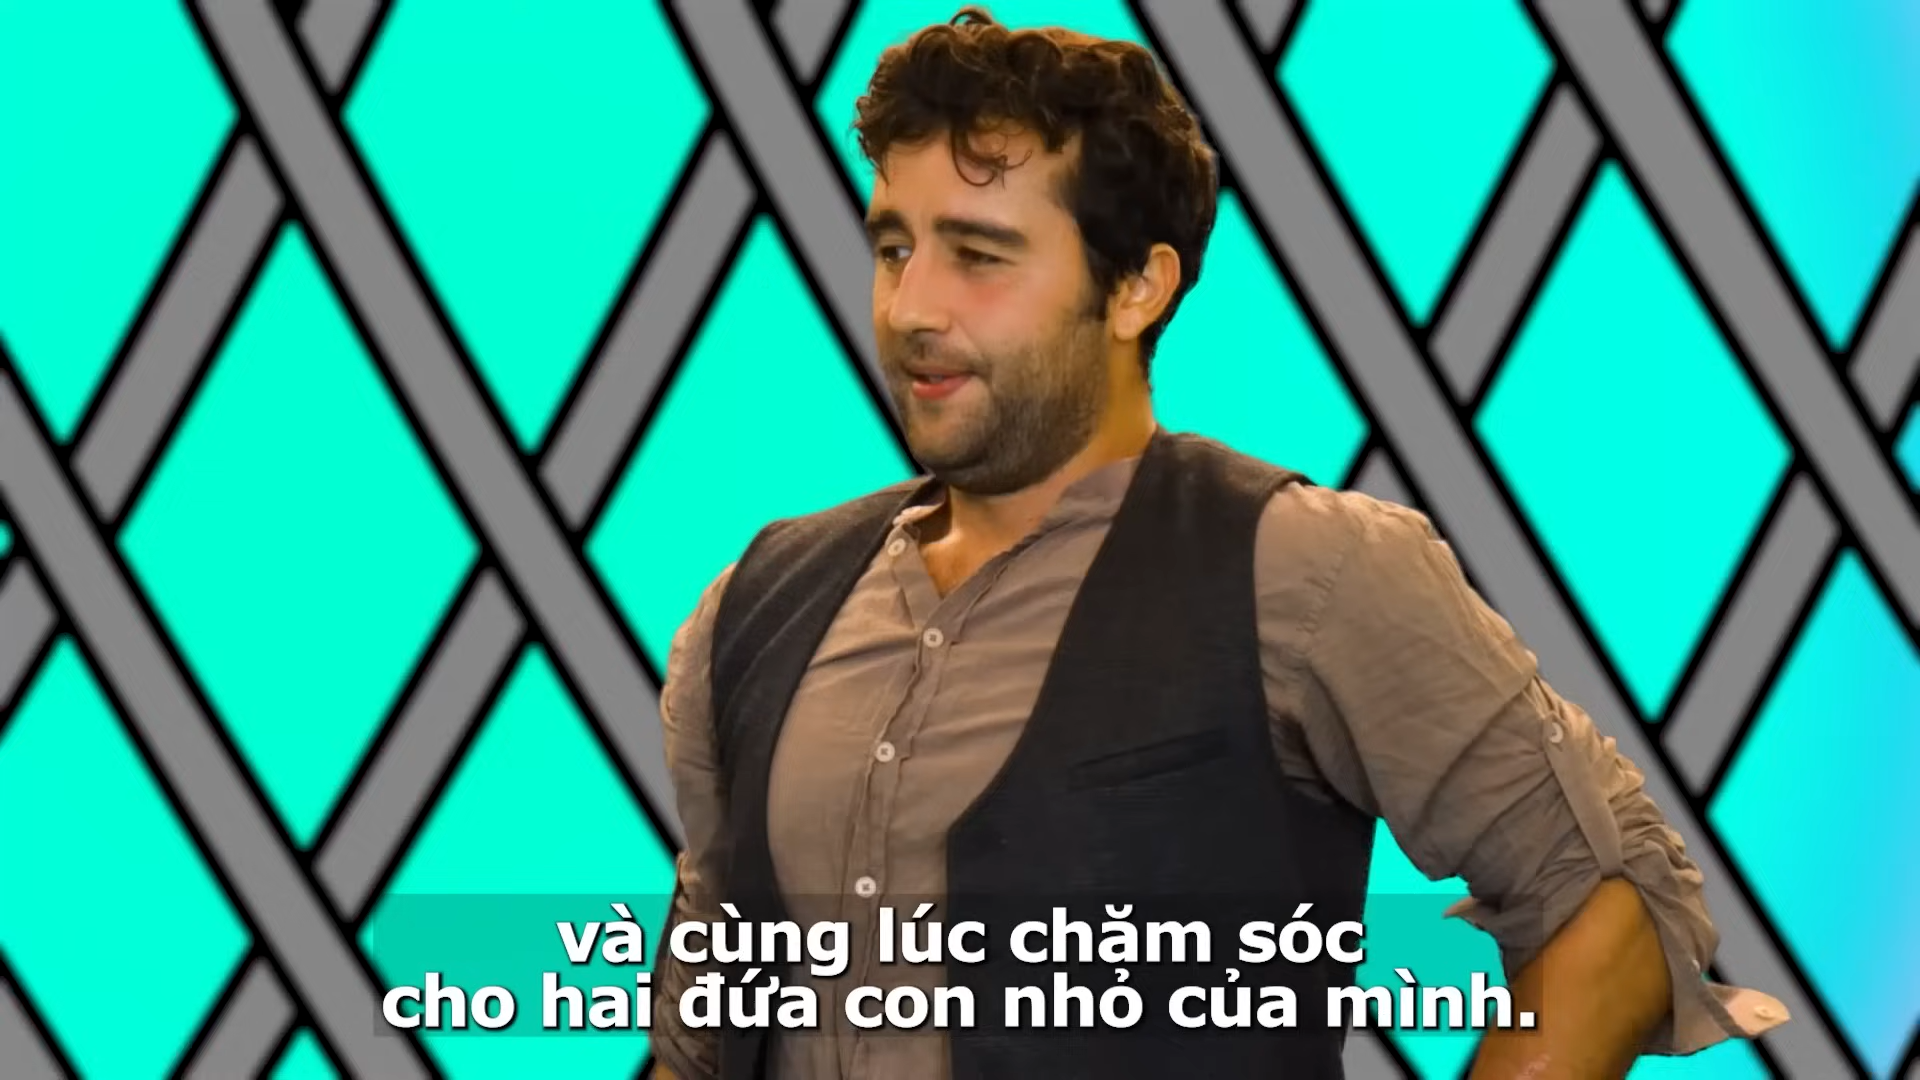 và cùng lúc chăm sóc
cho hai đứa con nhỏ của mình.